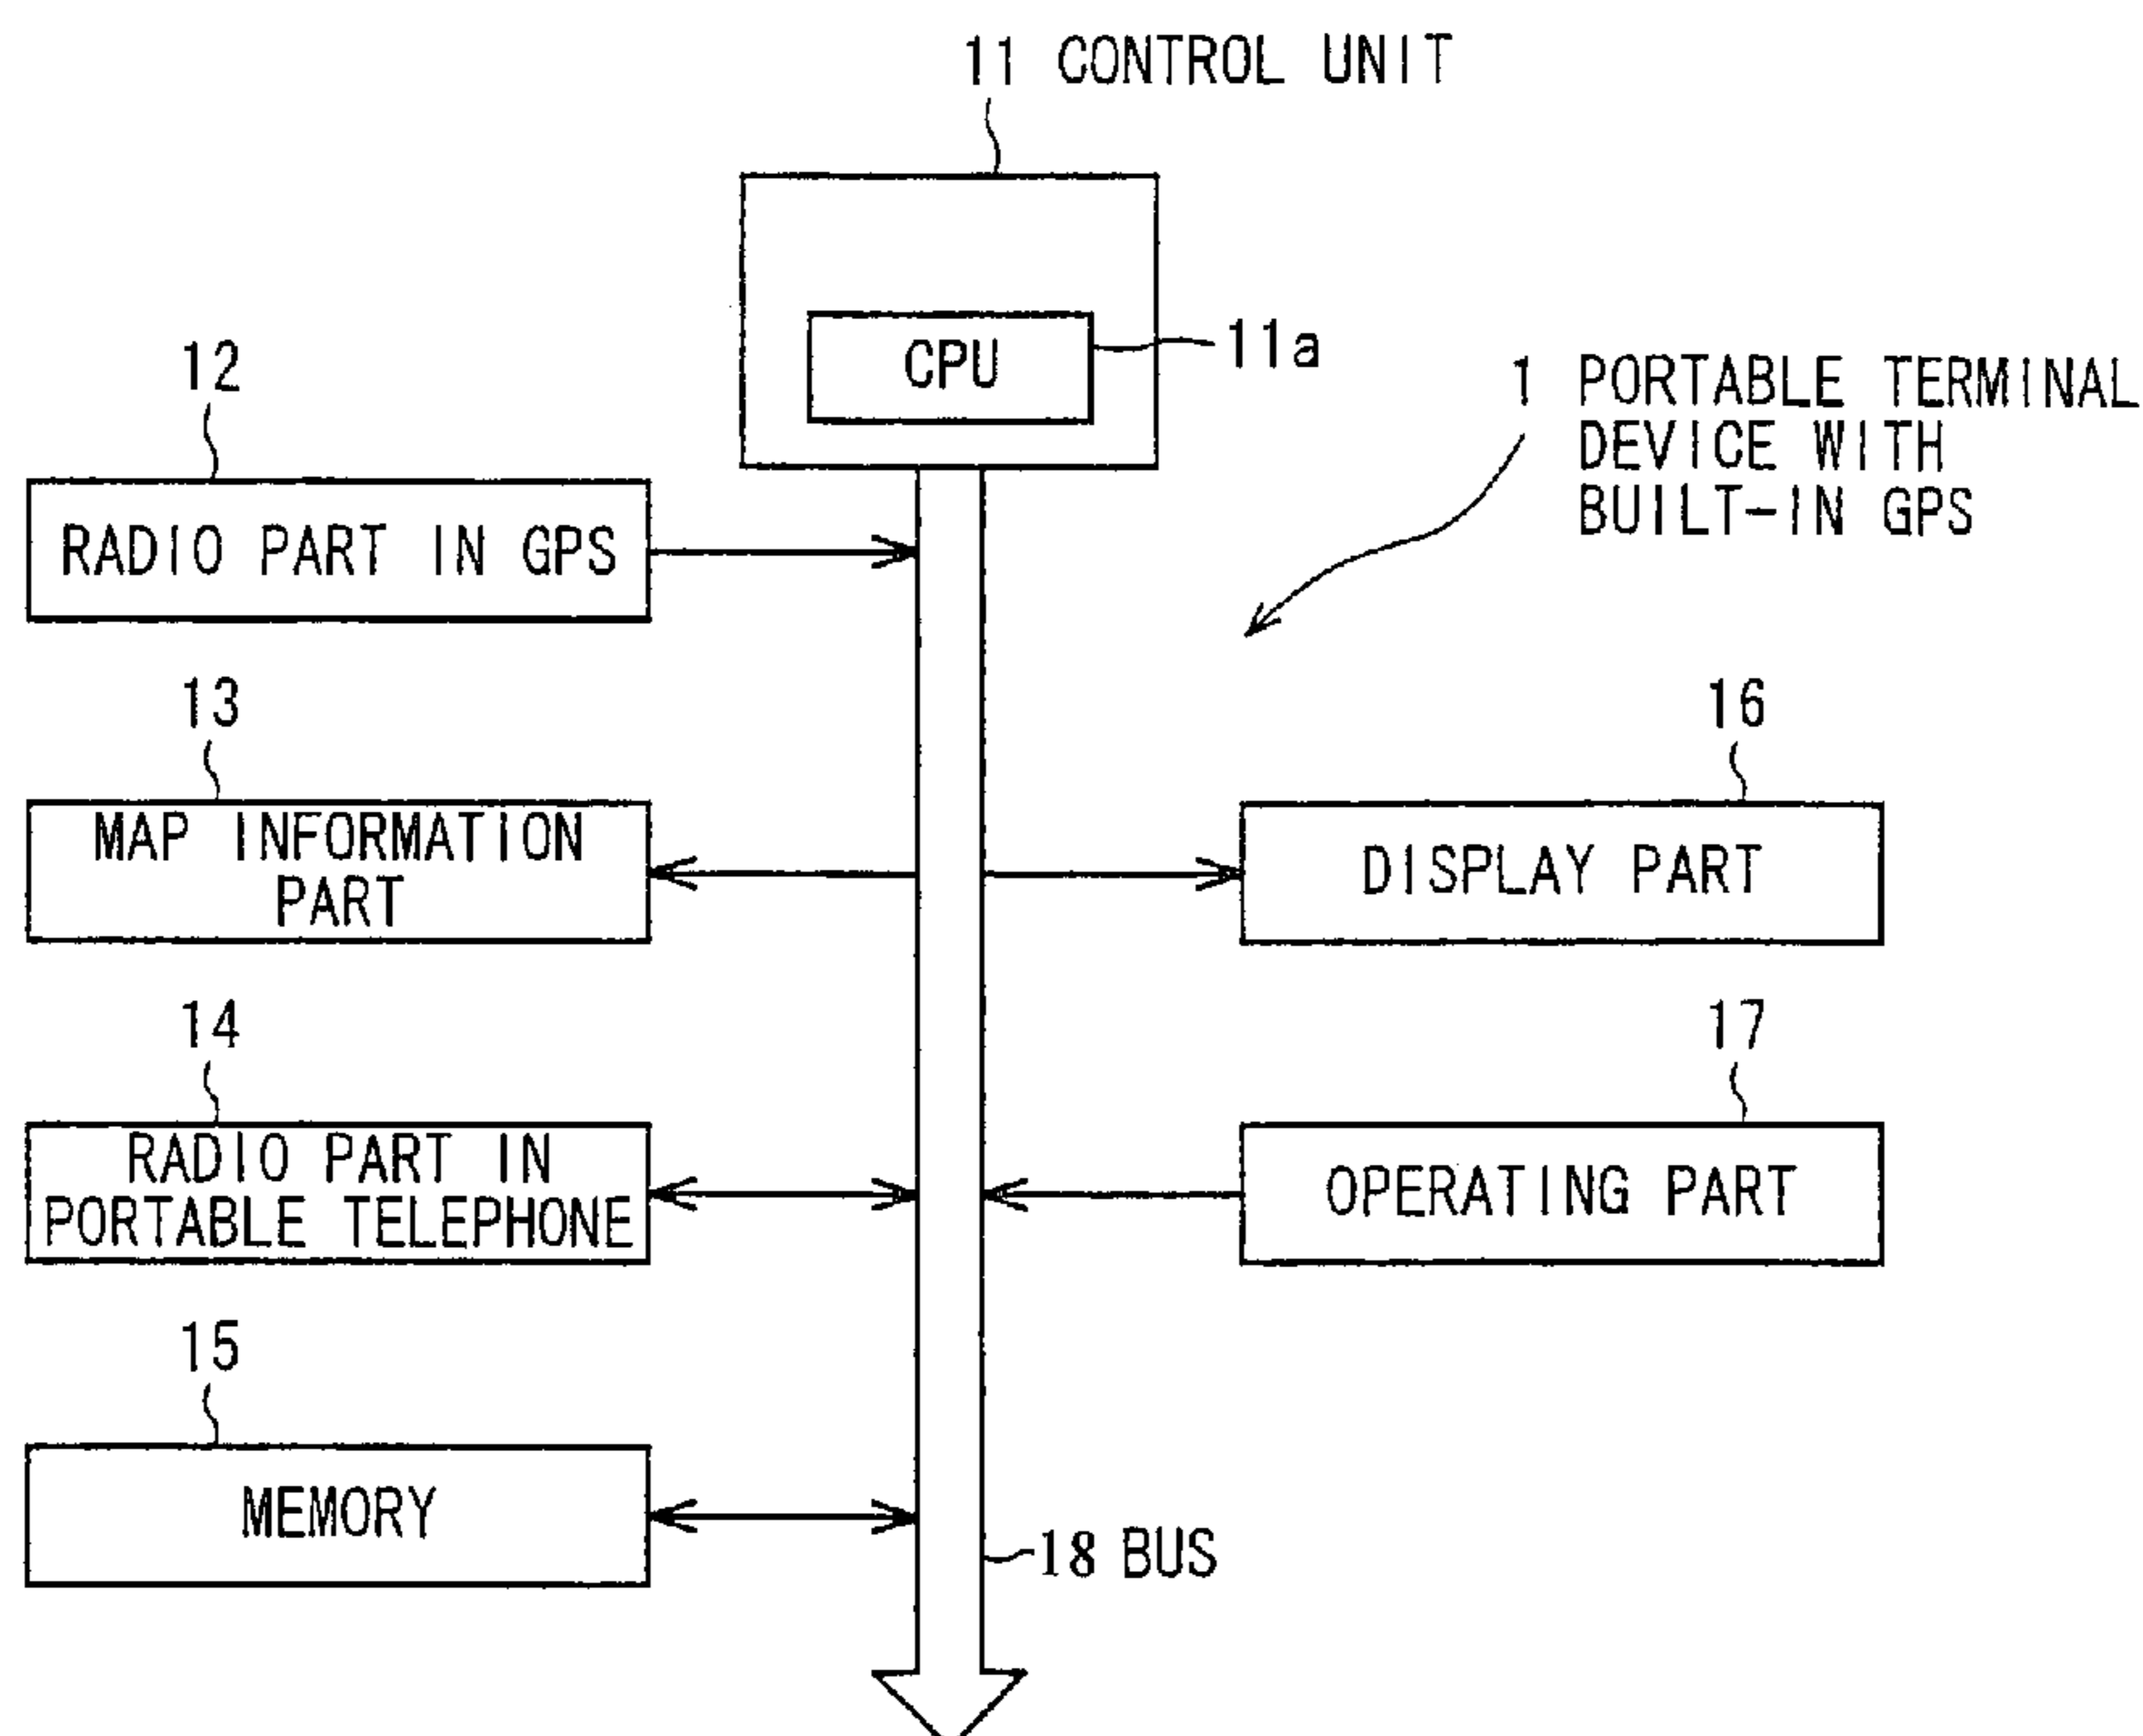 11 CONTROL UNIT
CPU
11a
12
RADIO PART IN GPS
1 PORTABLE TERMINAL
DEVICE WITH
BUILT-IN GPS
13
MAP INFORMATION
PART
16
DISPLAY PART
14
RADIO PART IN
PORTABLE TELEPHONE
17
OPERATING PART
15
MEMORY
18 BUS